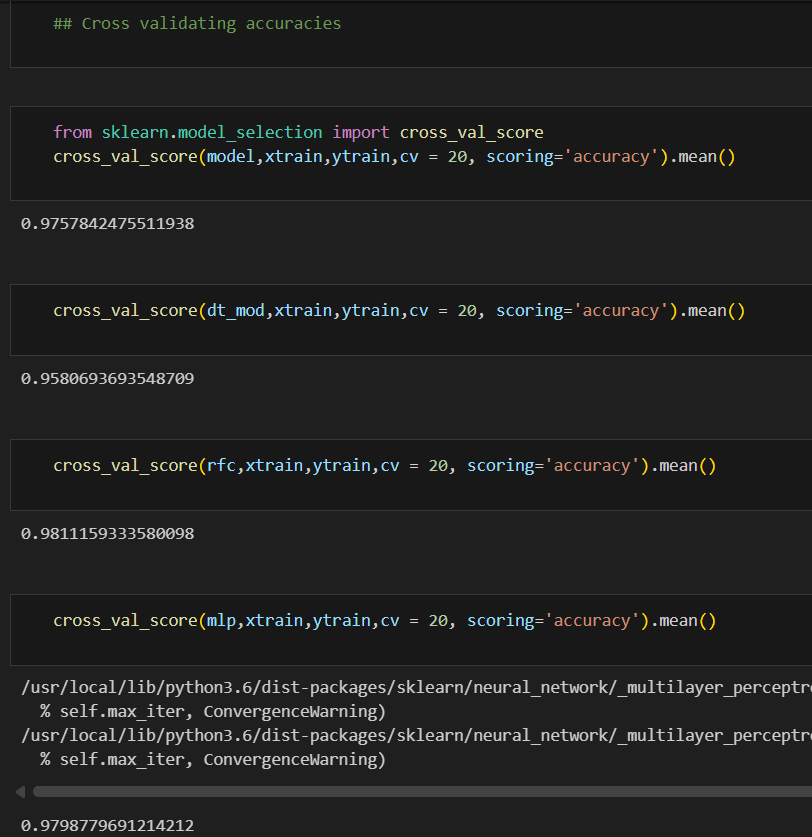 ## Cross validating accuracies
from sklearn.model_selection import cross_val_score
cross_val_score(model,xtrain,ytrain,cv = 20, scoring='accuracy').mean()
0.9757842475511938
cross_val_score(dt_mod,xtrain,ytrain,cv = 20, scoring='accuracy').mean()
0.9580693693548709
cross_val_score(rfc,xtrain,ytrain,cv = 20, scoring='accuracy').mean()
0.9811159333580098
cross_val_score(mlp,xtrain,ytrain,cv = 20, scoring='accuracy').mean()
/usr/local/lib/python3.6/dist-packages/sklearn/neural_network/_multilayer_perceptr
% self.max_iter, ConvergenceWarning)
/usr/local/lib/python3.6/dist-packages/sklearn/neural_network/_multilayer_perceptr
% self.max_iter, ConvergenceWarning)
0.9798779691214212